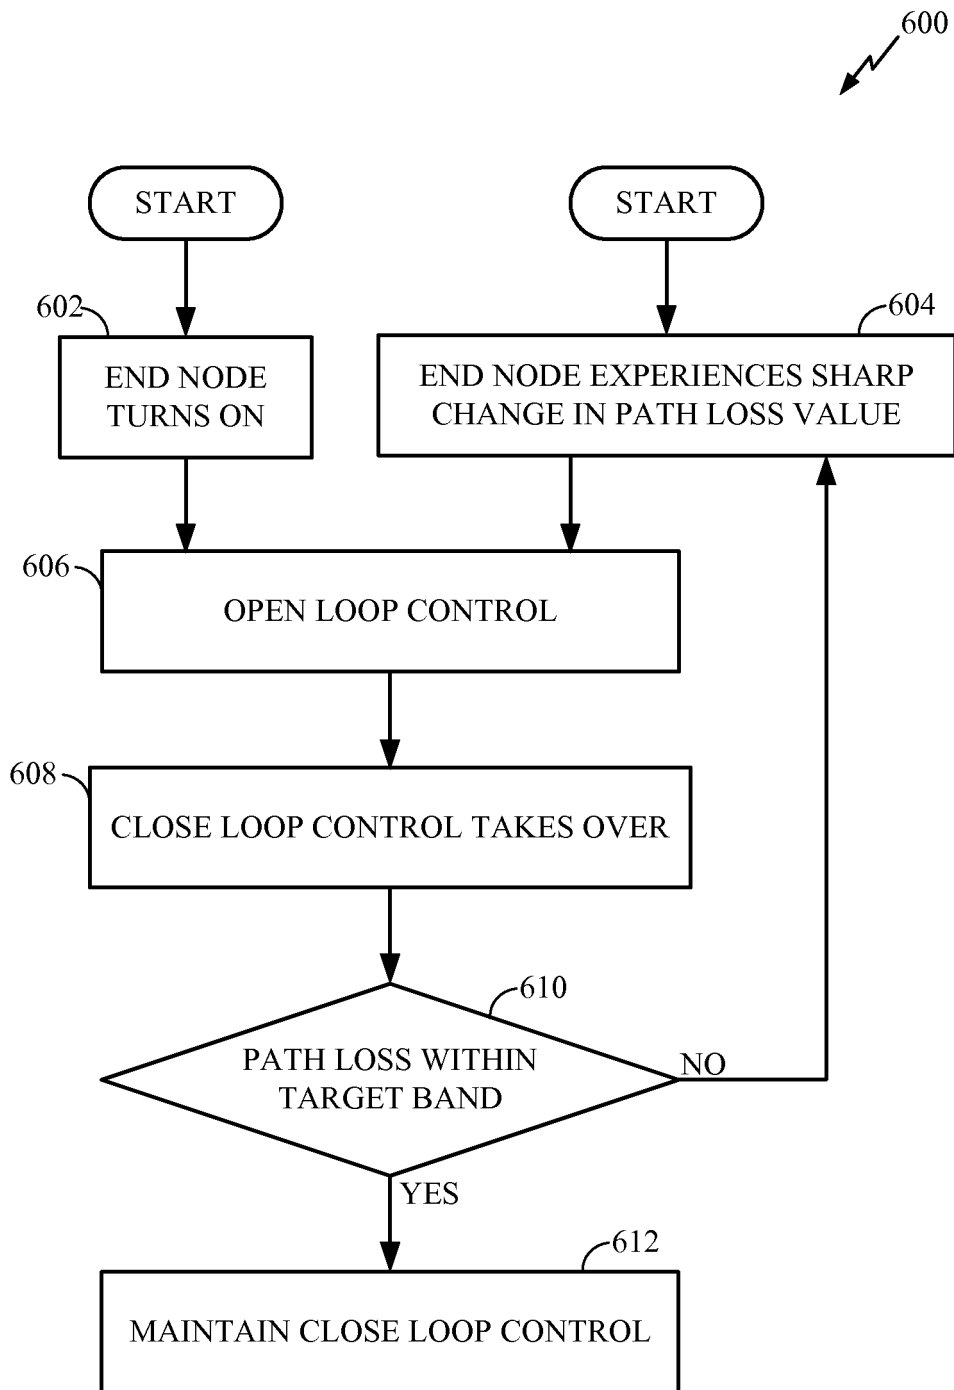 600
START
START
602
604
END NODE
TURNS ON
END NODE EXPERIENCES SHARP
CHANGE IN PATH LOSS VALUE
606
OPEN LOOP CONTROL
608
CLOSE LOOP CONTROL TAKES OVER
610
PATH LOSS WITHIN
TARGET BAND
NO
YES
612
MAINTAIN CLOSE LOOP CONTROL